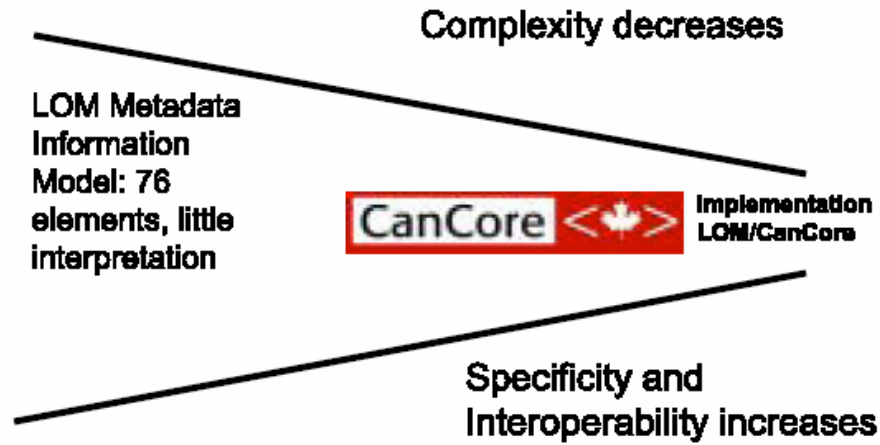 Complexity decreases
LOM Metadata
Information
Model: 76
elements, little
interpretation
CanCore <>
Implementation
LOM/CanCore
Specificity and
Interoperability increases